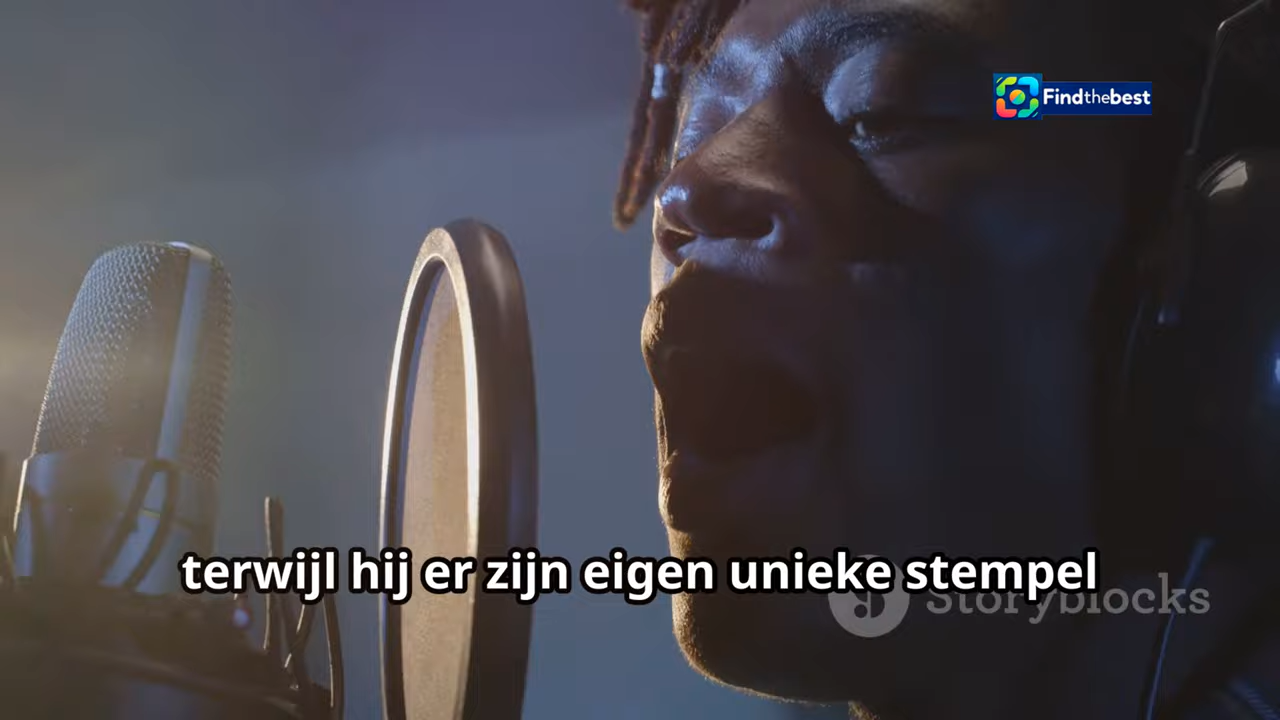 Findthebest
terwijl hij er zijn eigen unieke stempel
Storyblocks